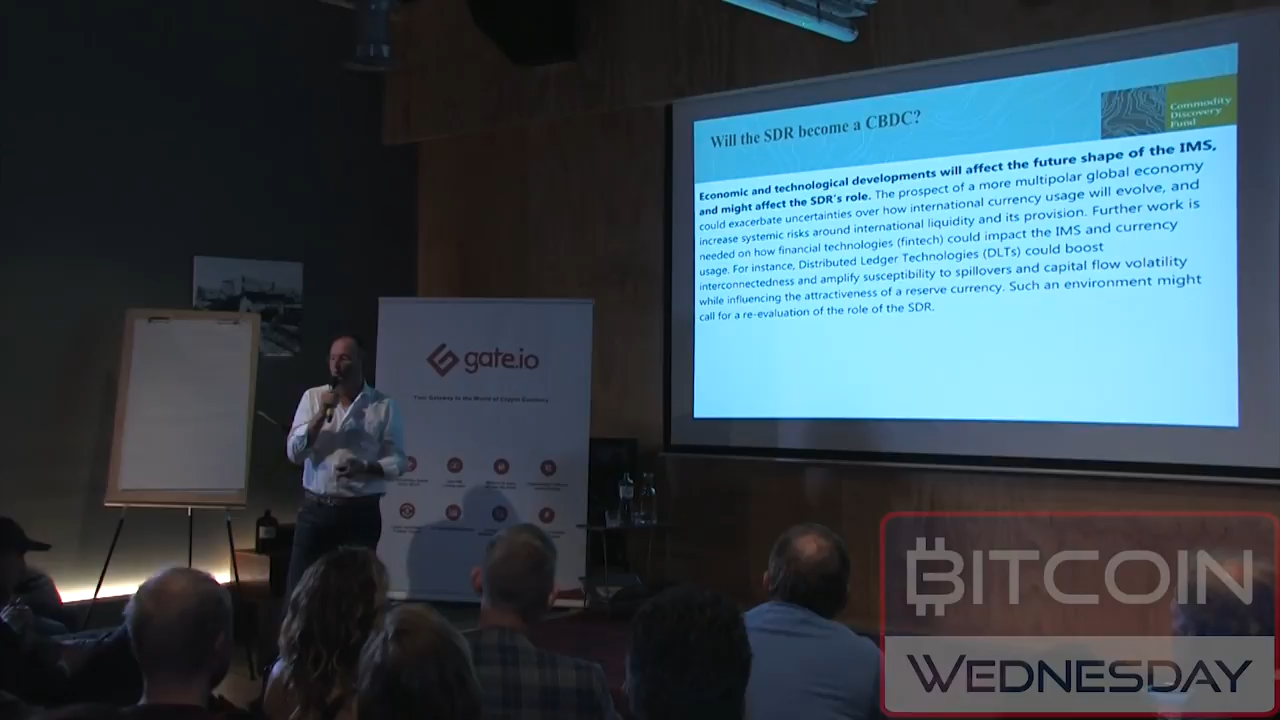 Will the SDR become a CBDC?
Commodity
Discovery
Fund
Economic and technological developments will affect the future shape of the IMS,
and might affect the SDR's role. The prospect of a more multipolar global economy
could exacerbate uncertainties over how international currency usage will evolve, and
increase systemic risks around international liquidity and its provision. Further work is
needed on how financial technologies (fintech) could impact the IMS and currency
usage. For instance, Distributed Ledger Technologies (DLTs) could boost
interconnectedness and amplify susceptibility to spillovers and capital flow volatility
while influencing the attractiveness of a reserve currency. Such an environment might
call for a re-evaluation of the role of the SDR.
gate.io
Your Gateway to the World of Crypto Currency
BITCOIN
WEDNESDAY